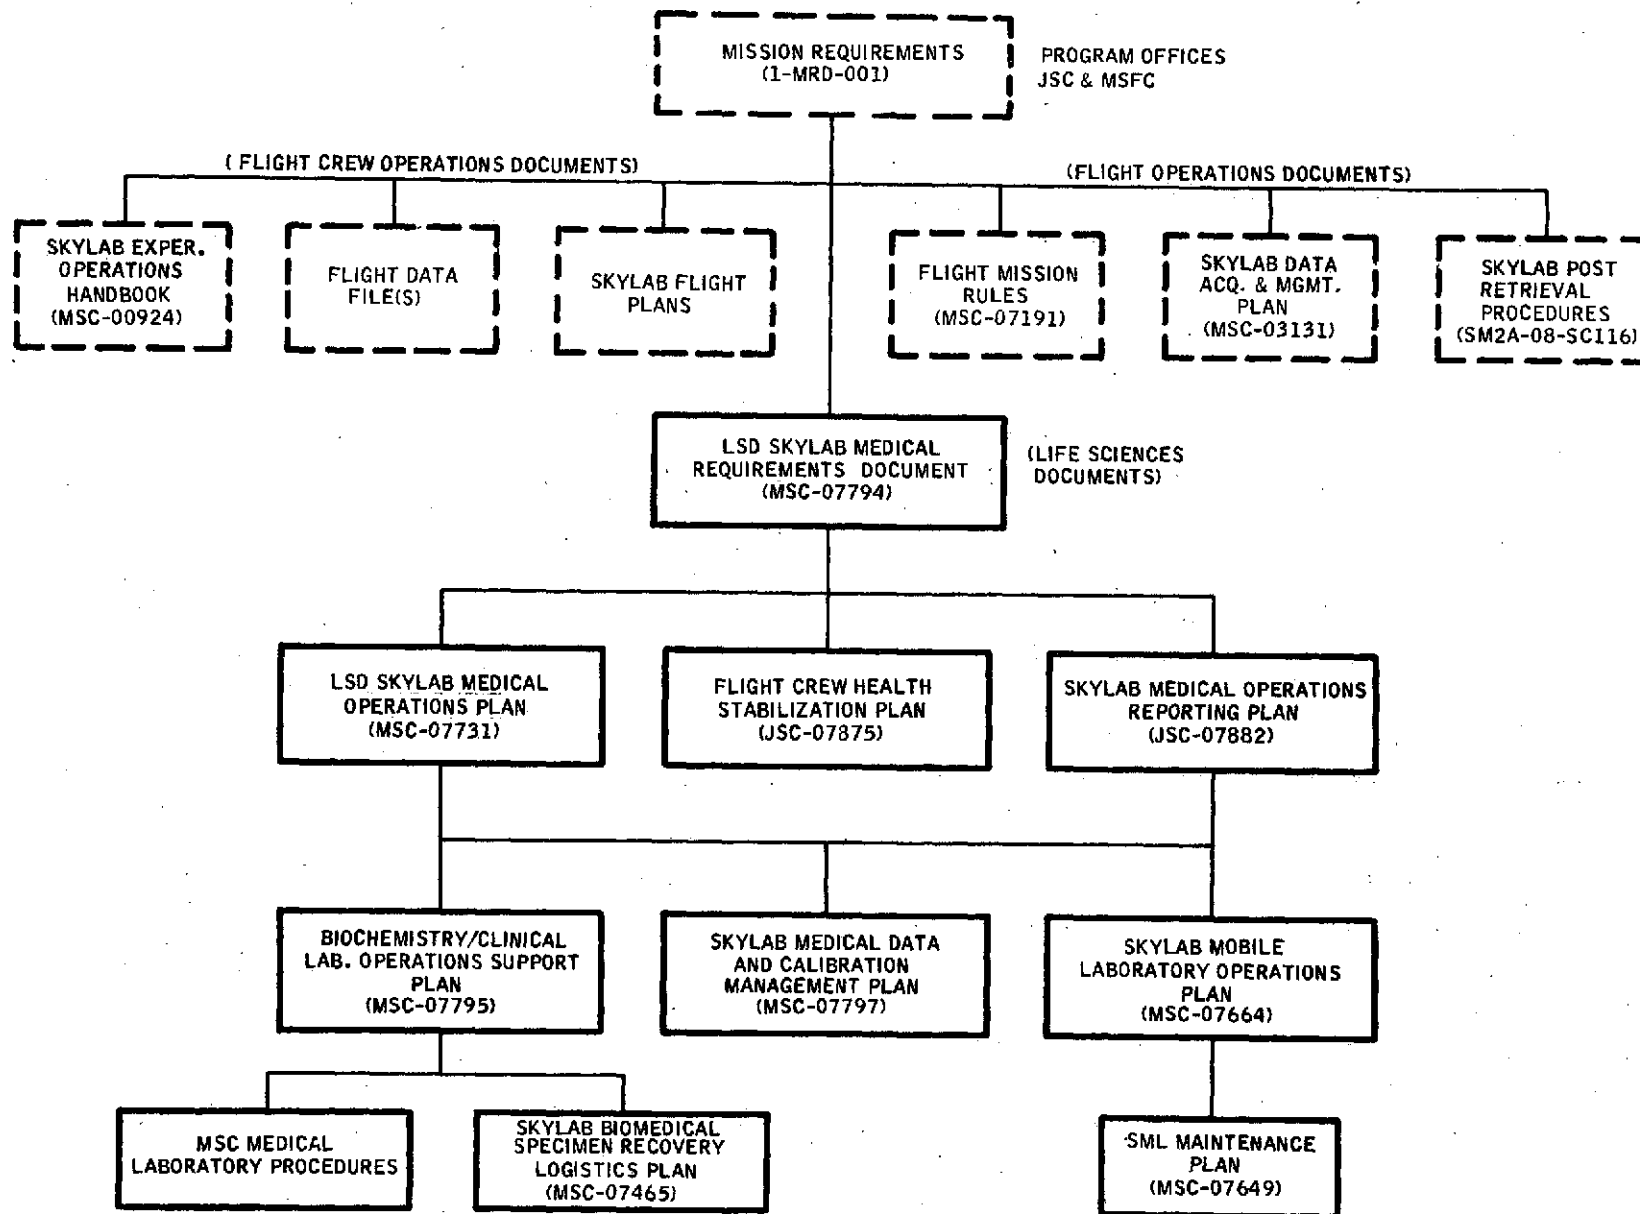 MISSION REQUIREMENTS
(1-MRD-001)
PROGRAM OFFICES
JSC & MSFC
( FLIGHT CREW OPERATIONS DOCUMENTS)
(FLIGHT OPERATIONS DOCUMENTS)
SKYLAB EXPER.
OPERATIONS
HANDBOOK
(MSC-00924)
FLIGHT DATA
FILE(S)
SKYLAB FLIGHT
PLANS
FLIGHT MISSION
RULES
(MSC-07191)
SKYLAB DATA
ACQ. & MGMT.
PLAN
(MSC-03131)
SKYLAB POST
RETRIEVAL
PROCEDURES
(SM2A-08-SC116)
LSD SKYLAB MEDICAL
REQUIREMENTS DOCUMENT
(MSC-07794)
(LIFE SCIENCES
DOCUMENTS)
LSD SKYLAB MEDICAL
OPERATIONS PLAN
(MSC-07731)
FLIGHT CREW HEALTH
STABILIZATION PLAN
(JSC-07875)
SKYLAB MEDICAL OPERATIONS
REPORTING PLAN
(JSC-07882)
BIOCHEMISTRY/CLINICAL
LAB. OPERATIONS SUPPORT
PLAN
(MSC-07795)
SKYLAB MEDICAL DATA
AND CALIBRATION
MANAGEMENT PLAN
(MSC-07797)
SKYLAB MOBILE
LABORATORY OPERATIONS
PLAN
(MSC-07664)
MSC MEDICAL
LABORATORY PROCEDURES
SKYLAB BIOMEDICAL
SPECIMEN RECOVERY
LOGISTICS PLAN
(MSC-07465)
SML MAINTENANCE
PLAN
(MSC-07649)